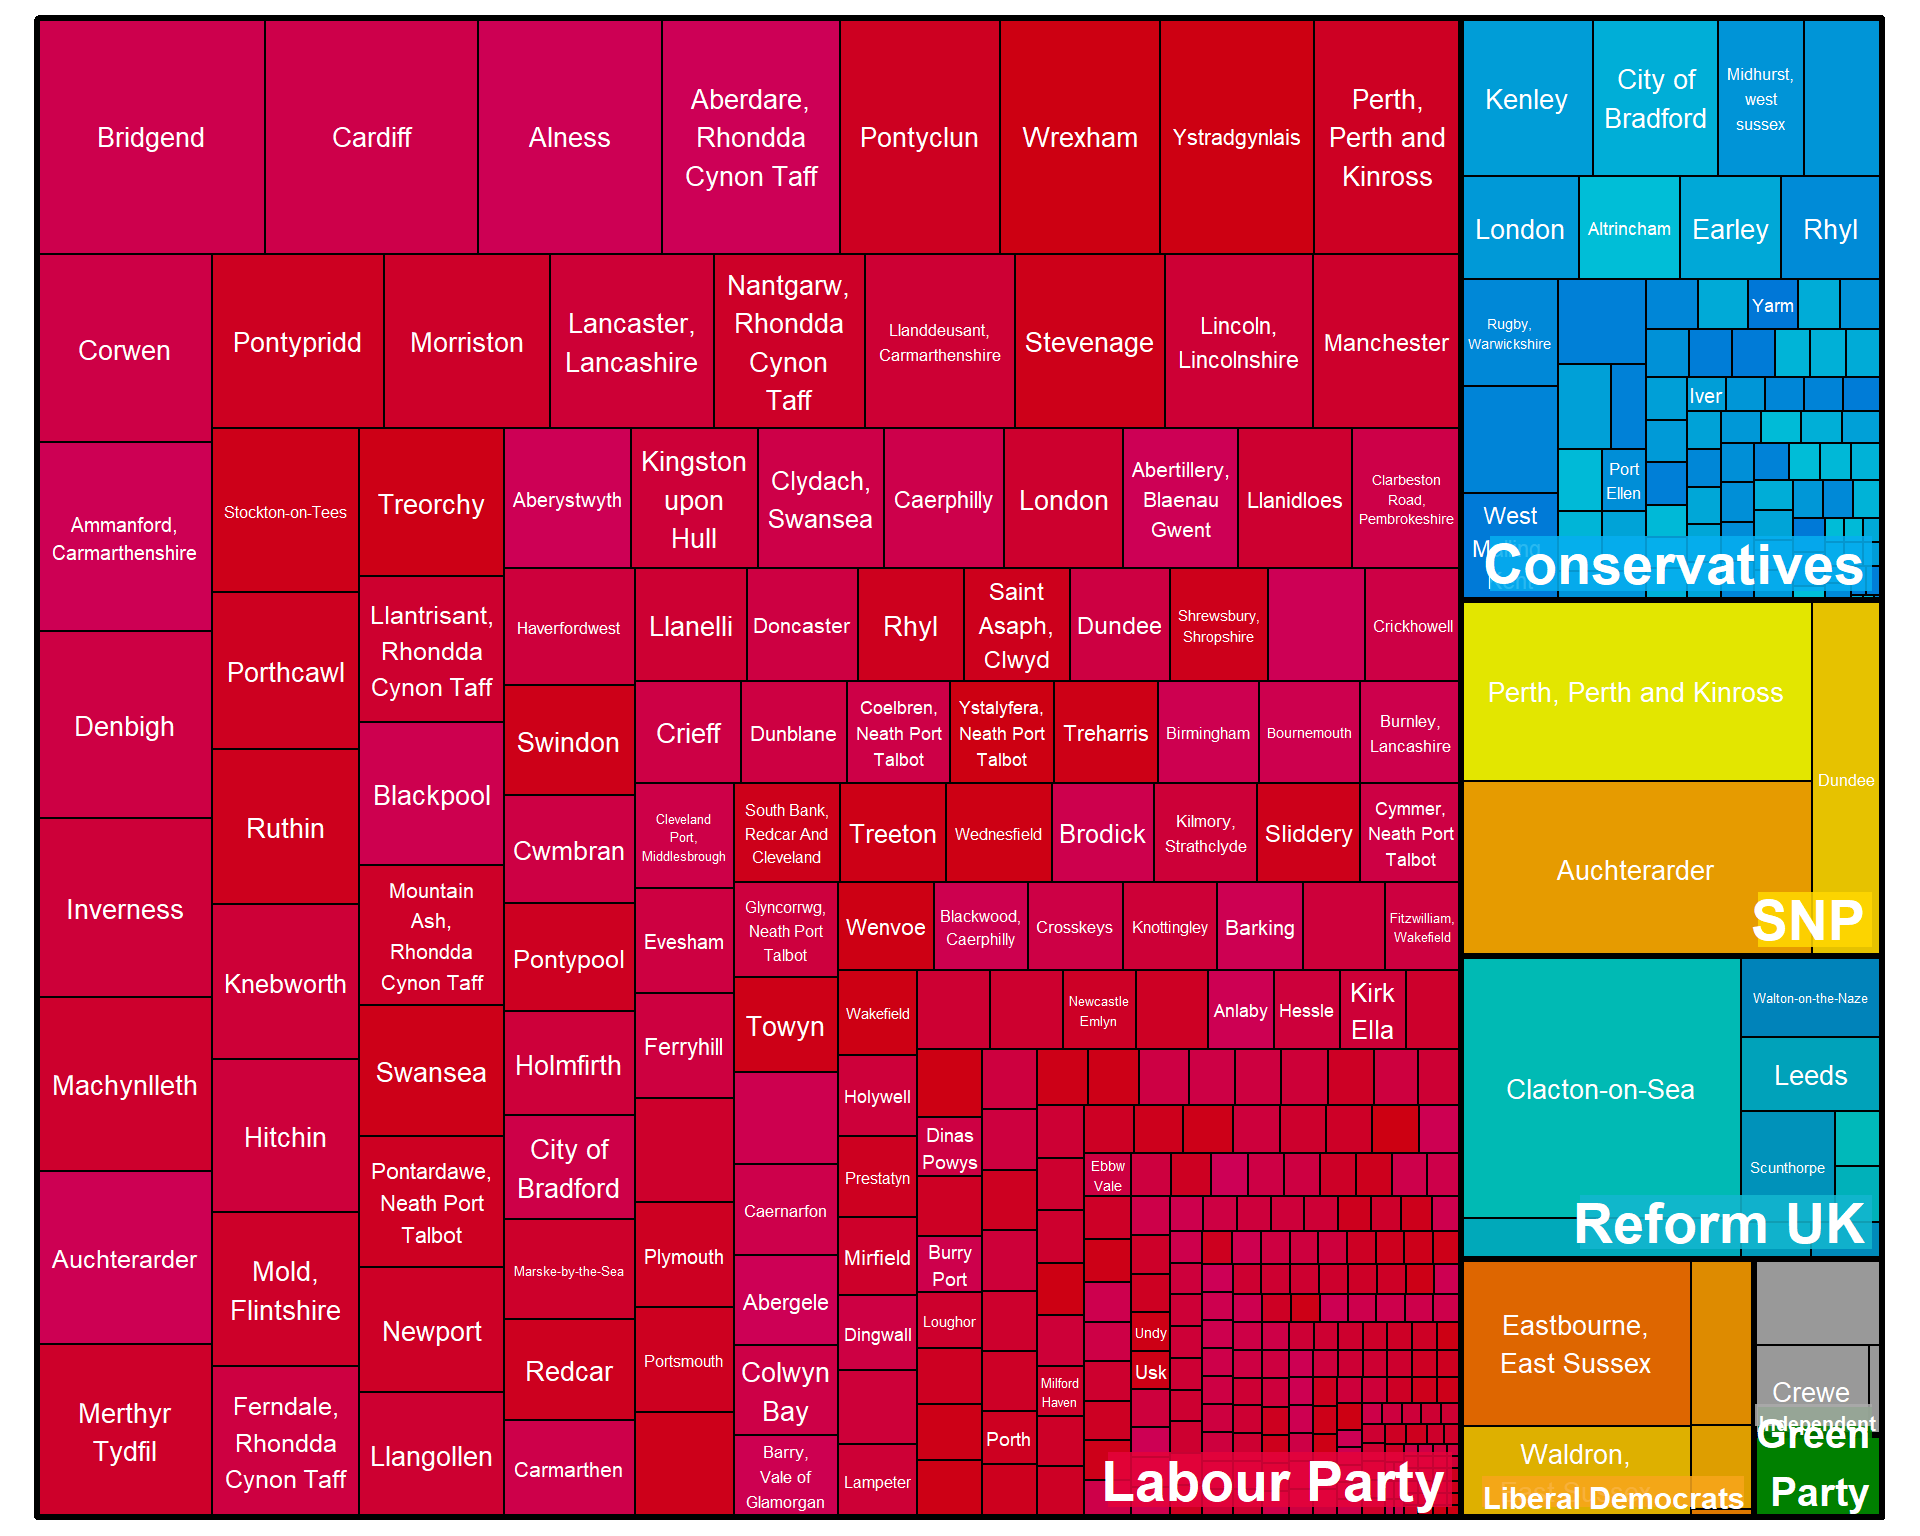 Bridgend
Cardiff
Alness
Aberdare,
Rhondda
Cynon Taff
Pontyclun
Wrexham
Ystradgynlais
Perth,
Perth and
Kinross
Corwen
Pontypridd
Morriston
Lancaster,
Lancashire
Nantgarw,
Rhondda
Cynon
Taff
Llanddeusant,
Carmarthenshire
Stevenage
Lincoln,
Lincolnshire
Manchester
Ammanford,
Carmarthenshire
Stockton-on-Tees
Treorchy
Aberystwyth
Kingston
upon
Hull
Clydach,
Swansea
Caerphilly
London
Abertillery,
Blaenau
Gwent
Llanidloes
Clarbeston
Road,
Pembrokeshire
Llantrisant,
Rhondda
Cynon Taff
Haverfordwest
Llanelli
Doncaster
Rhyl
Saint
Asaph,
Clwyd
Dundee
Shrewsbury,
Shropshire
Crickhowell
Denbigh
Porthcawl
Blackpool
Swindon
Crieff
Dunblane
Coelbren,
Neath Port
Talbot
Ystalyfera,
Neath Port
Talbot
Treharris
Birmingham
Bournemouth
Burnley,
Lancashire
Ruthin
Cwmbran
Cleveland
Port,
Middlesbrough
South Bank,
Redcar And
Cleveland
Treeton
Wednesfield
Brodick
Kilmory,
Strathclyde
Sliddery
Cymmer,
Neath Port
Talbot
Inverness
Knebworth
Mountain
Ash,
Rhondda
Cynon Taff
Pontypool
Evesham
Glyncorrwg,
Neath Port
Talbot
Wenvoe
Blackwood,
Caerphilly
Crosskeys
Knottingley
Barking
Fitzwilliam,
Wakefield
Machynlleth
Hitchin
Swansea
Holmfirth
Ferryhill
Towyn
Wakefield
Newcastle
Emlyn
Anlaby
Hessle
Kirk
Ella
Holywell
Dinas
Powys
Auchterarder
Mold,
Flintshire
Pontardawe,
Neath Port
Talbot
City of
Bradford
Caernarfon
Prestatyn
Ebbw
Vale
Newport
Marske-by-the-Sea
Plymouth
Abergele
Mirfield
Burry
Port
Merthyr
Tydfil
Ferndale,
Rhondda
Cynon Taff
Llangollen
Redcar
Portsmouth
Colwyn
Bay
Dingwall
Loughor
Undy
Usk
Milford
Haven
Carmarthen
Barry,
Vale of
Glamorgan
Lampeter
Porth
Labour Party
Kenley
City of
Bradford
Midhurst,
west
sussex
London
Altrincham
Earley
Rhyl
Rugby,
Warwickshire
Yarm
Iver
Port
Ellen
West
Malling,
Kent
Conservatives
Perth, Perth and Kinross
Dundee
Auchterarder
SNP
Clacton-on-Sea
Walton-on-the-Naze
Leeds
Scunthorpe
Reform UK
Eastbourne,
East Sussex
Waldron,
East Sussex
Liberal Democrats
Crewe
Independent
Green
Party